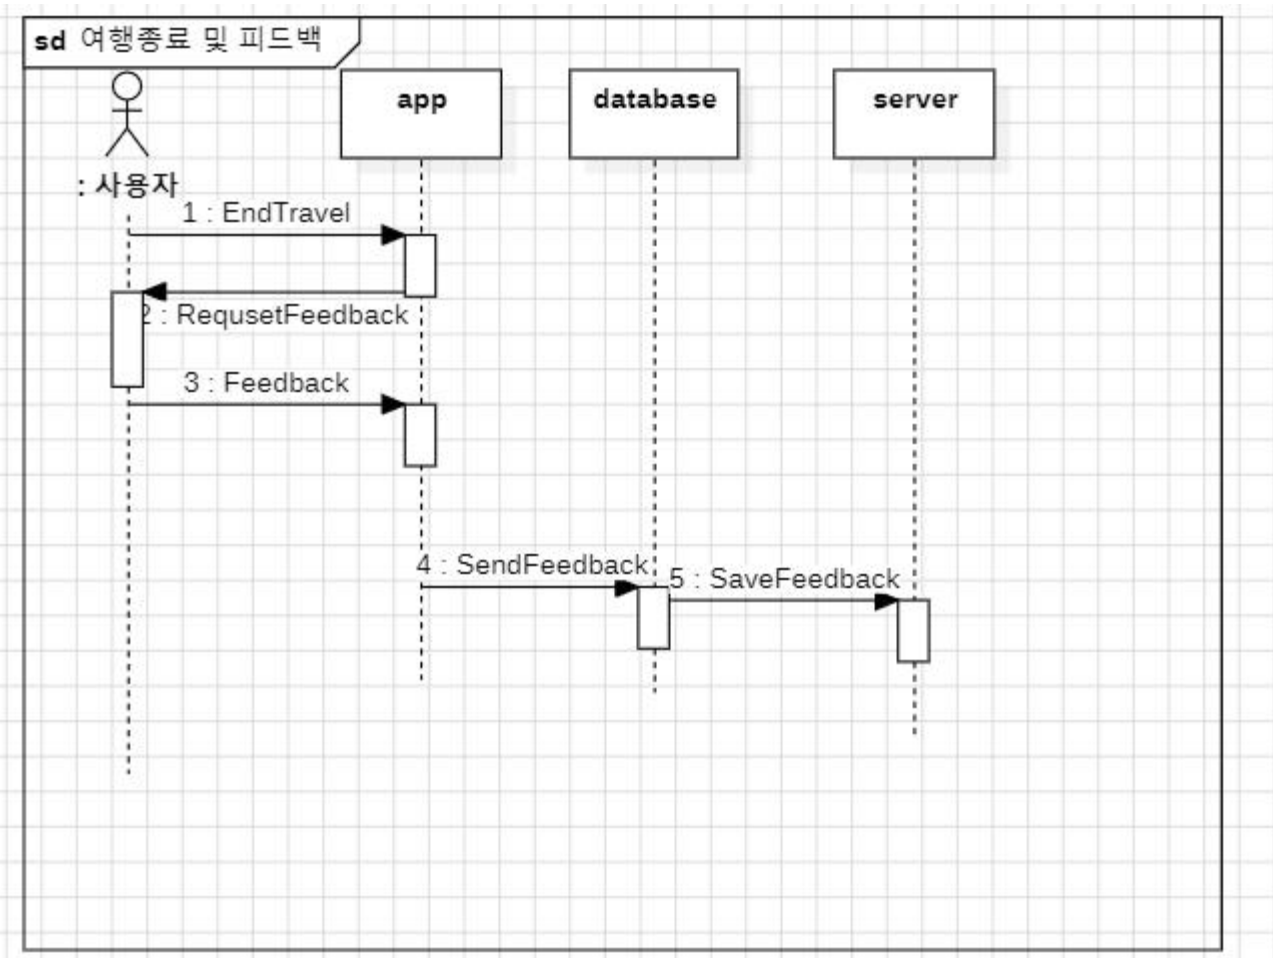 sd 여행종료 및 피드백
app
database
server
: 사용자
1 : EndTravel
2 : RequsetFeedback
3 : Feedback
4 : SendFeedback
5 : SaveFeedback